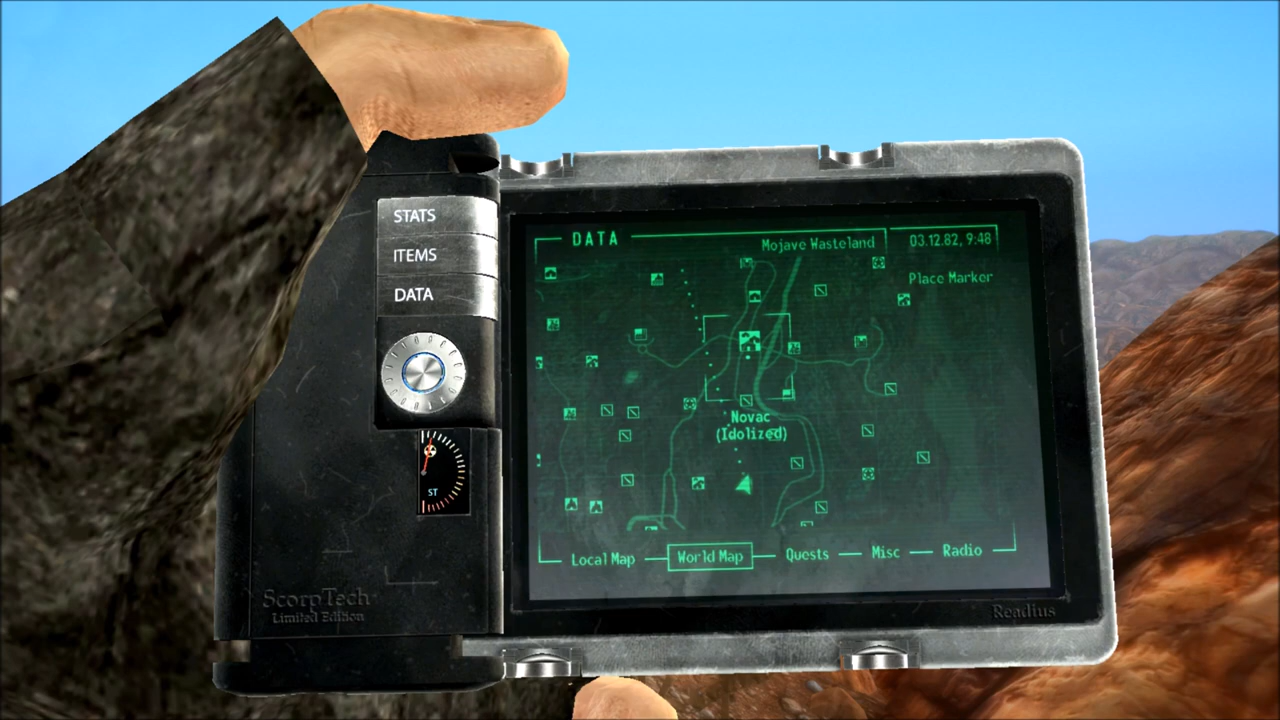 STATS
ITEMS
DATA
ST
ScorpTech
Limited Edition
DATA
Mojave Wasteland
03.12.82, 9:48
Place Marker
Novac
(Idolized)
Local Map
World Map
Quests
Misc
Radio
Readius